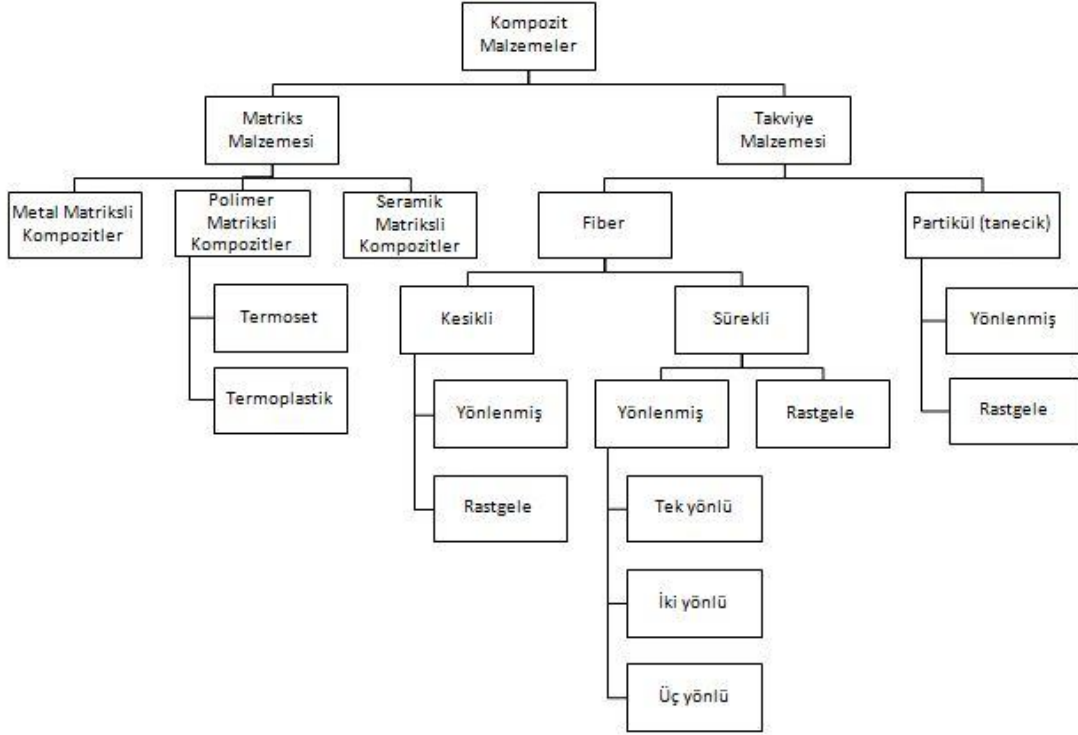 Kompozit
Malzemeler
Matriks
Malzemesi
Takviye
Malzemesi
Metal Matriksli
Kompozitler
Polimer
Matriksli
Kompozitler
Seramik
Matriksli
Kompozitler
Fiber
Partikül (tanecik)
Termoset
Termoplastik
Kesikli
Sürekli
Yönlenmiş
Rastgele
Yönlenmiş
Rastgele
Yönlenmiş
Rastgele
Tek yönlü
İki yönlü
Üç yönlü